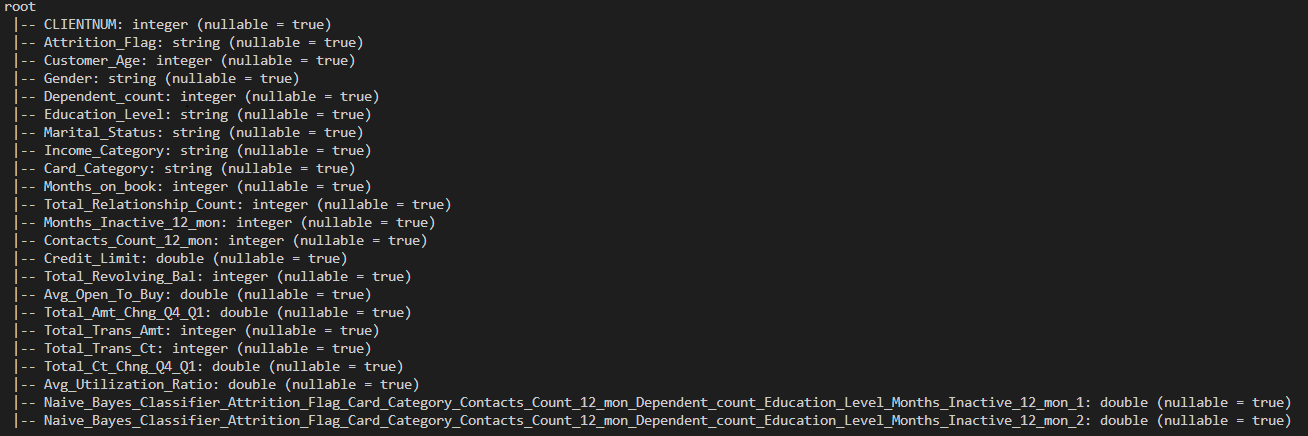 root
 |-- CLIENTNUM: integer (nullable = true)
 |-- Attrition_Flag: string (nullable = true)
 |-- Customer_Age: integer (nullable = true)
 |-- Gender: string (nullable = true)
 |-- Dependent_count: integer (nullable = true)
 |-- Education_Level: string (nullable = true)
 |-- Marital_Status: string (nullable = true)
 |-- Income_Category: string (nullable = true)
 |-- Card_Category: string (nullable = true)
 |-- Months_on_book: integer (nullable = true)
 |-- Total_Relationship_Count: integer (nullable = true)
 |-- Months_Inactive_12_mon: integer (nullable = true)
 |-- Contacts_Count_12_mon: integer (nullable = true)
 |-- Credit_Limit: double (nullable = true)
 |-- Total_Revolving_Bal: integer (nullable = true)
 |-- Avg_Open_To_Buy: double (nullable = true)
 |-- Total_Amt_Chng_Q4_Q1: double (nullable = true)
 |-- Total_Trans_Amt: integer (nullable = true)
 |-- Total_Trans_Ct: integer (nullable = true)
 |-- Total_Ct_Chng_Q4_Q1: double (nullable = true)
 |-- Avg_Utilization_Ratio: double (nullable = true)
 |-- Naive_Bayes_Classifier_Attrition_Flag_Card_Category_Contacts_Count_12_mon_Dependent_count_Education_Level_Months_Inactive_12_mon_1: double (nullable = true)
 |-- Naive_Bayes_Classifier_Attrition_Flag_Card_Category_Contacts_Count_12_mon_Dependent_count_Education_Level_Months_Inactive_12_mon_2: double (nullable = true)